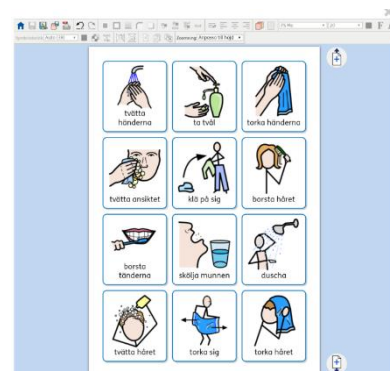 tvätta
händerna
ta tvål
torka händerna
tvätta ansiktet
klä på sig
borsta håret
borsta
tänderna
skölja munnen
duscha
tvätta håret
torka sig
torka håret